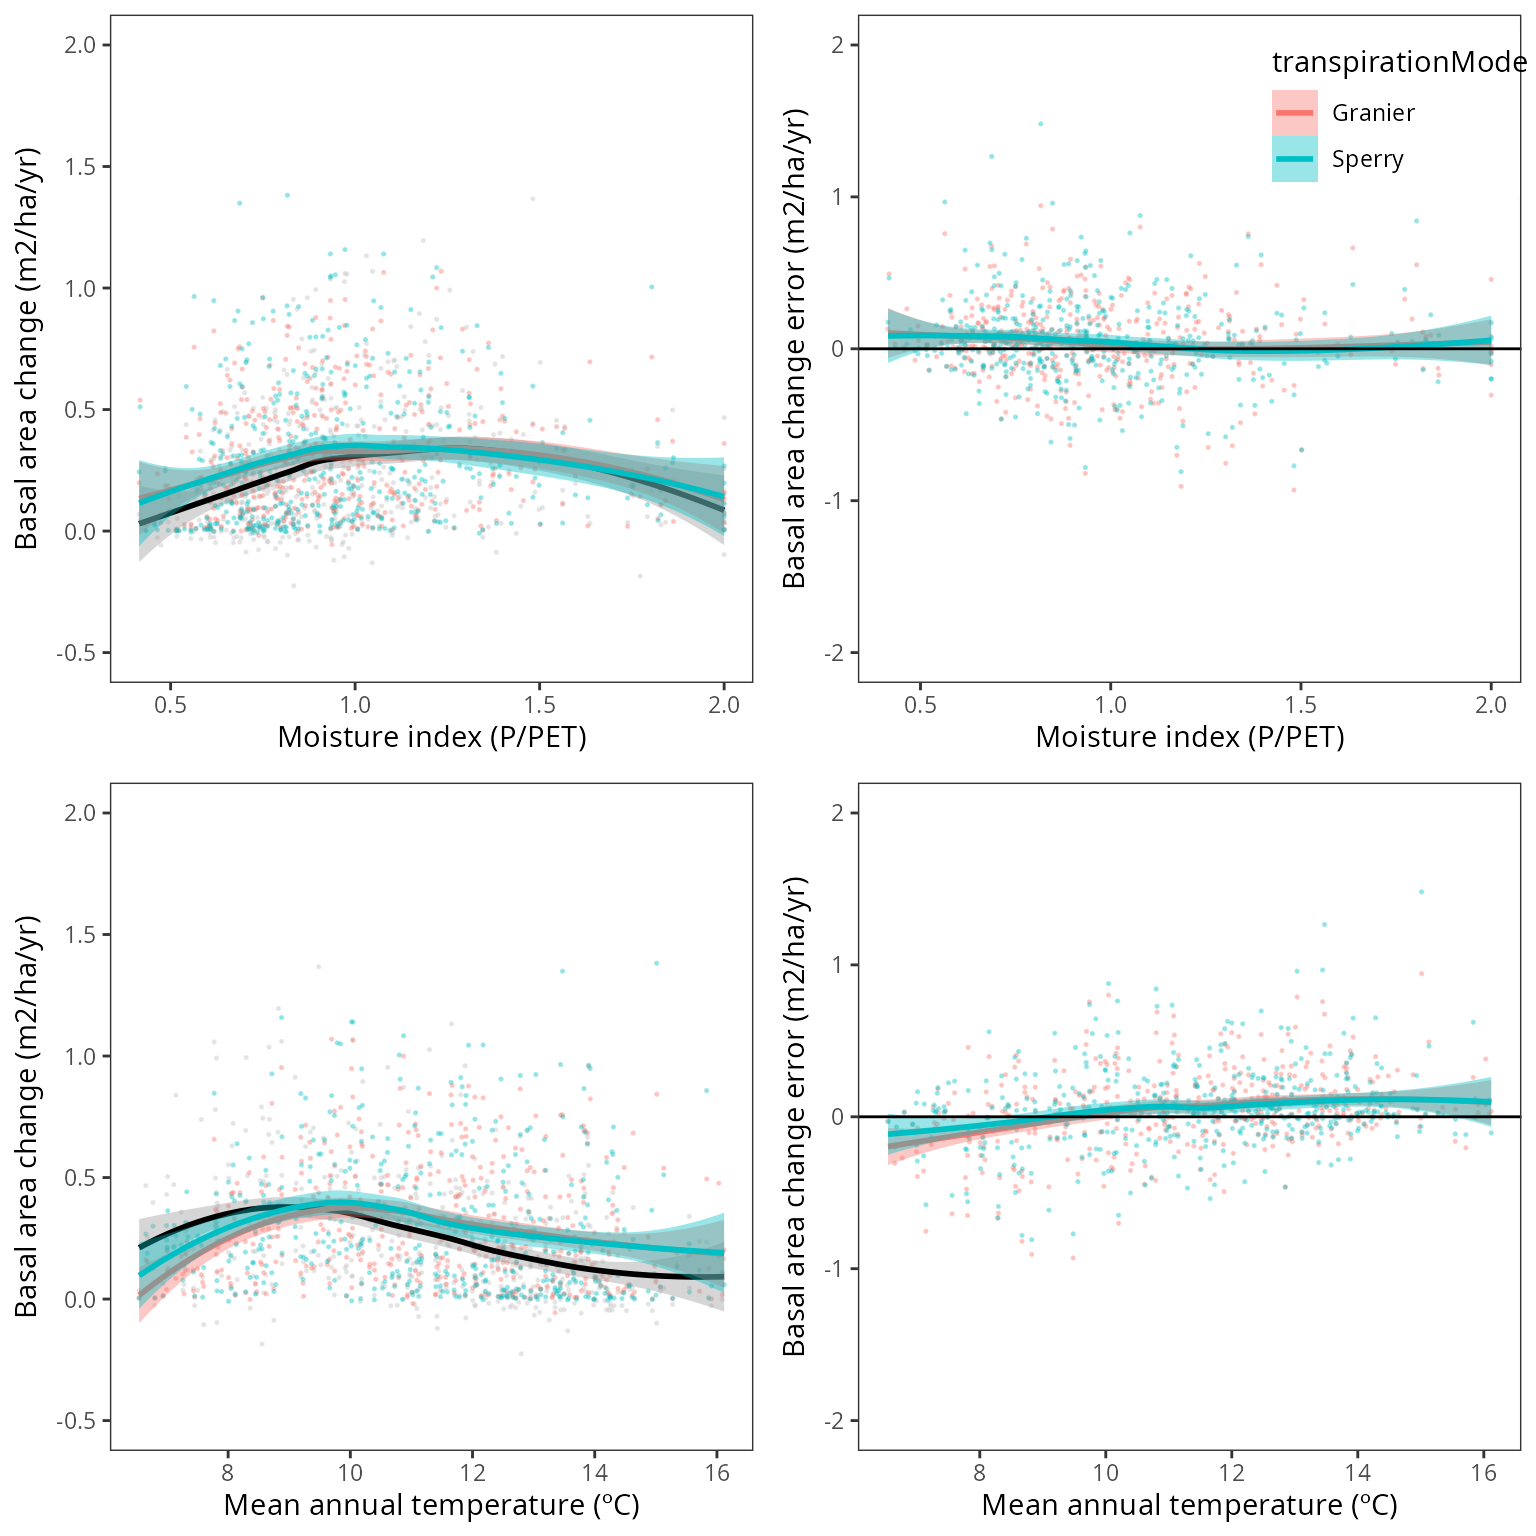 2.0
1.5
1.0
0.5
0.0
-0.5
Basal area change (m2/ha/yr)
0.5 1.0 1.5 2.0
Moisture index (P/PET)
2
1
0
-1
-2
Basal area change error (m2/ha/yr)
transpirationMode
Granier
Sperry
0.5 1.0 1.5 2.0
Moisture index (P/PET)
2.0
1.5
1.0
0.5
0.0
-0.5
Basal area change (m2/ha/yr)
8 10 12 14 16
Mean annual temperature (ºC)
2
1
0
-1
-2
Basal area change error (m2/ha/yr)
8 10 12 14 16
Mean annual temperature (ºC)